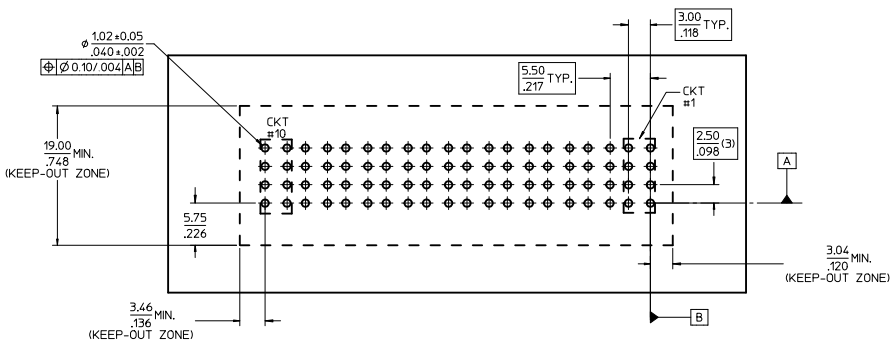 3.00
.118 TYP.
⌀ 1.02±0.05
.040±.002
⌖ ⌀ 0.10/.004 A B
5.50
.217 TYP.
CKT
#1
CKT
#10
2.50
.098 (3)
19.00
.748 MIN.
(KEEP-OUT ZONE)
A
5.75
.226
3.04
.120 MIN.
(KEEP-OUT ZONE)
3.46
.136 MIN.
(KEEP-OUT ZONE)
B